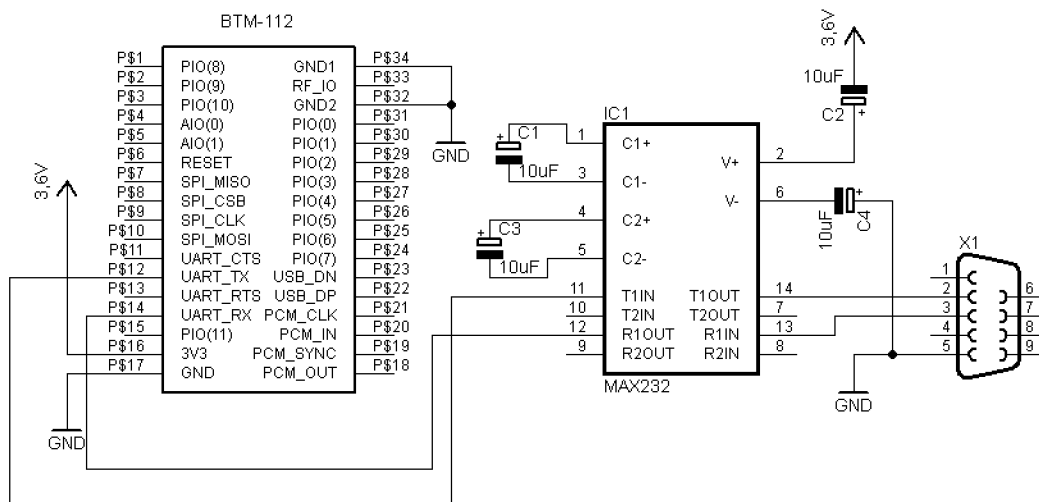 BTM-112
P$1 PIO(8) GND1 P$34
P$2 PIO(9) RF_IO P$33
P$3 PIO(10) GND2 P$32
P$4 AIO(0) PIO(0) P$31
P$5 AIO(1) PIO(1) P$30
P$6 RESET PIO(2) P$29
P$7 SPI_MISO PIO(3) P$28
P$8 SPI_CSB PIO(4) P$27
P$9 SPI_CLK PIO(5) P$26
P$10 SPI_MOSI PIO(6) P$25
P$11 UART_CTS PIO(7) P$24
P$12 UART_TX USB_DN P$23
P$13 UART_RTS USB_DP P$22
P$14 UART_RX PCM_CLK P$21
P$15 PIO(11) PCM_IN P$20
P$16 3V3 PCM_SYNC P$19
P$17 GND PCM_OUT P$18
3,6V
GND
GND
IC1
1 C1+
3 C1-
4 C2+
5 C2-
V+ 2
V- 6
11 T1IN T1OUT 14
10 T2IN T2OUT 7
12 R1OUT R1IN 13
9 R2OUT R2IN 8
MAX232
+ C1
10uF
+ C3
10uF
3,6V
10uF
C2
+
+
10uF
C4
GND
X1
1
2 6
3 7
4 8
5 9